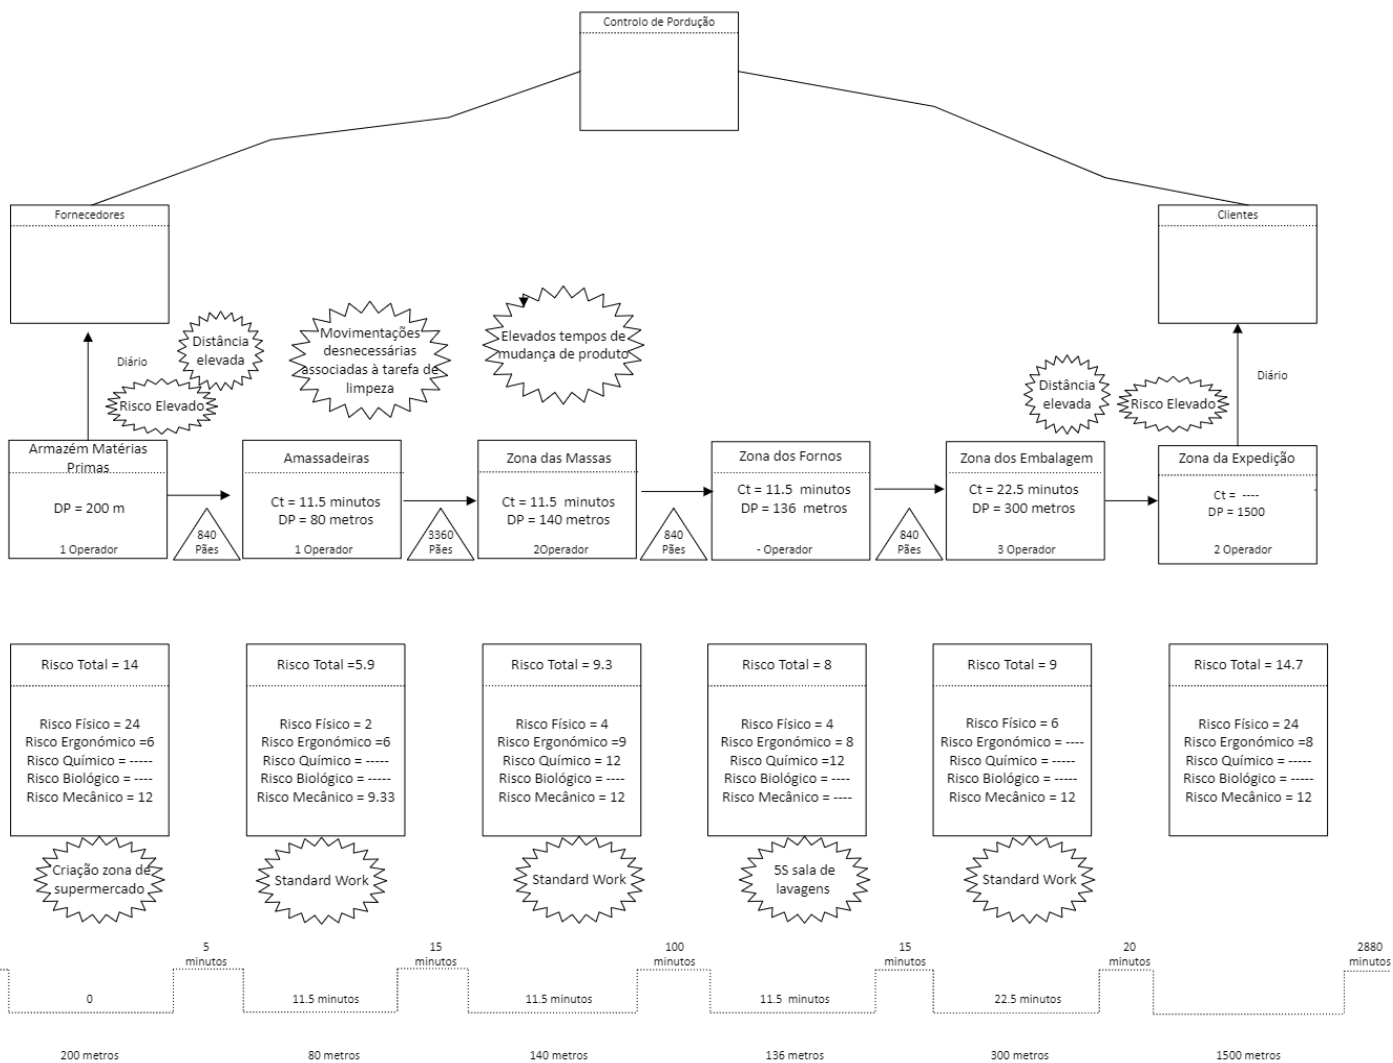 Controlo de Pordução
Fornecedores
Clientes
Diário
Distância
elevada
Risco Elevado
Movimentações
desnecessárias
associadas à tarefa de
limpeza
Elevados tempos de
mudança de produto
Distância
elevada
Risco Elevado
Diário
Armazém Matérias
Primas
DP = 200 m
1 Operador
840
Pães
Amassadeiras
Ct = 11.5 minutos
DP = 80 metros
1 Operador
3360
Pães
Zona das Massas
Ct = 11.5  minutos
DP = 140 metros
2Operador
840
Pães
Zona dos Fornos
Ct = 11.5  minutos
DP = 136  metros
- Operador
840
Pães
Zona dos Embalagem
Ct = 22.5 minutos
DP = 300 metros
3 Operador
Zona da Expedição
Ct =  ----
DP = 1500
2 Operador
Risco Total = 14
Risco Físico = 24
Risco Ergonómico =6
Risco Químico = -----
Risco Biológico = ----
Risco Mecânico = 12
Risco Total =5.9
Risco Físico = 2
Risco Ergonómico =6
Risco Químico = -----
Risco Biológico = -----
Risco Mecânico = 9.33
Risco Total = 9.3
Risco Físico = 4
Risco Ergonómico =9
Risco Químico = 12
Risco Biológico = ----
Risco Mecânico = 12
Risco Total = 8
Risco Físico = 4
Risco Ergonómico = 8
Risco Químico =12
Risco Biológico = ----
Risco Mecânico = ----
Risco Total = 9
Risco Físico = 6
Risco Ergonómico = ----
Risco Químico = -----
Risco Biológico = -----
Risco Mecânico = 12
Risco Total = 14.7
Risco Físico = 24
Risco Ergonómico =8
Risco Químico = -----
Risco Biológico = -----
Risco Mecânico = 12
Criação zona de
supermercado
Standard Work
Standard Work
5S sala de
lavagens
Standard Work
5
minutos
15
minutos
100
minutos
15
minutos
20
minutos
2880
minutos
0
11.5 minutos
11.5 minutos
11.5  minutos
22.5 minutos
200 metros
80 metros
140 metros
136 metros
300 metros
1500 metros